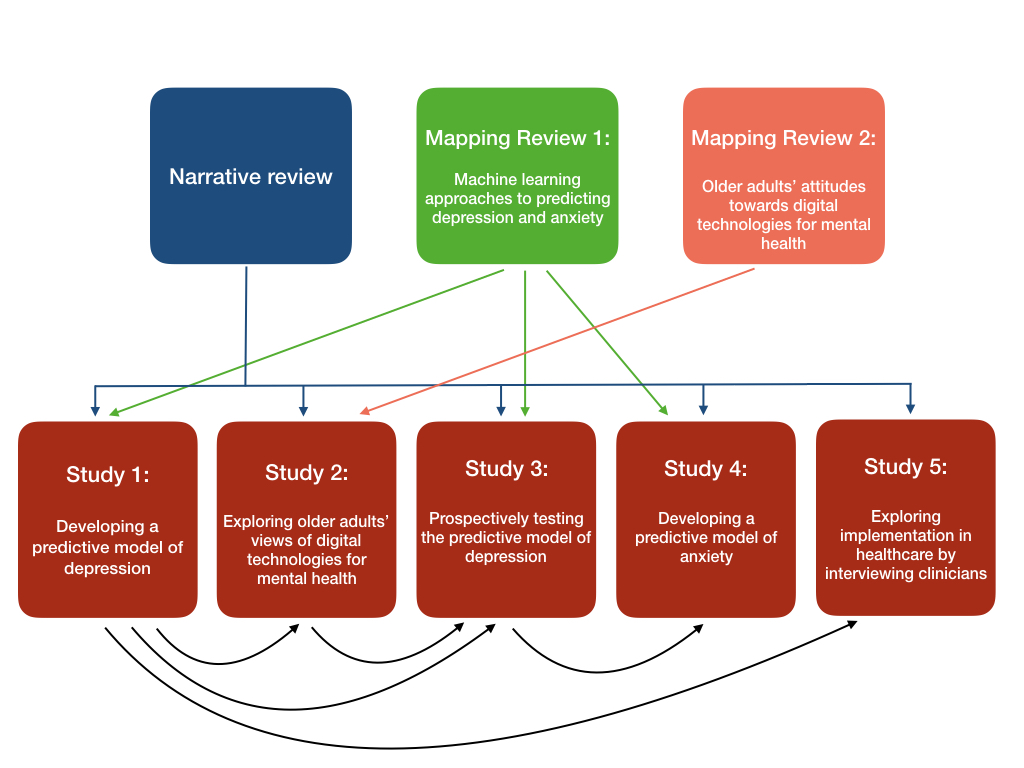 Narrative review
Mapping Review 1:
Machine learning
approaches to predicting
depression and anxiety
Mapping Review 2:
Older adults’ attitudes
towards digital
technologies for mental
health
Study 1:
Developing a
predictive model of
depression
Study 2:
Exploring older adults’
views of digital
technologies for
mental health
Study 3:
Prospectively testing
the predictive model of
depression
Study 4:
Developing a
predictive model of
anxiety
Study 5:
Exploring
implementation in
healthcare by
interviewing clinicians